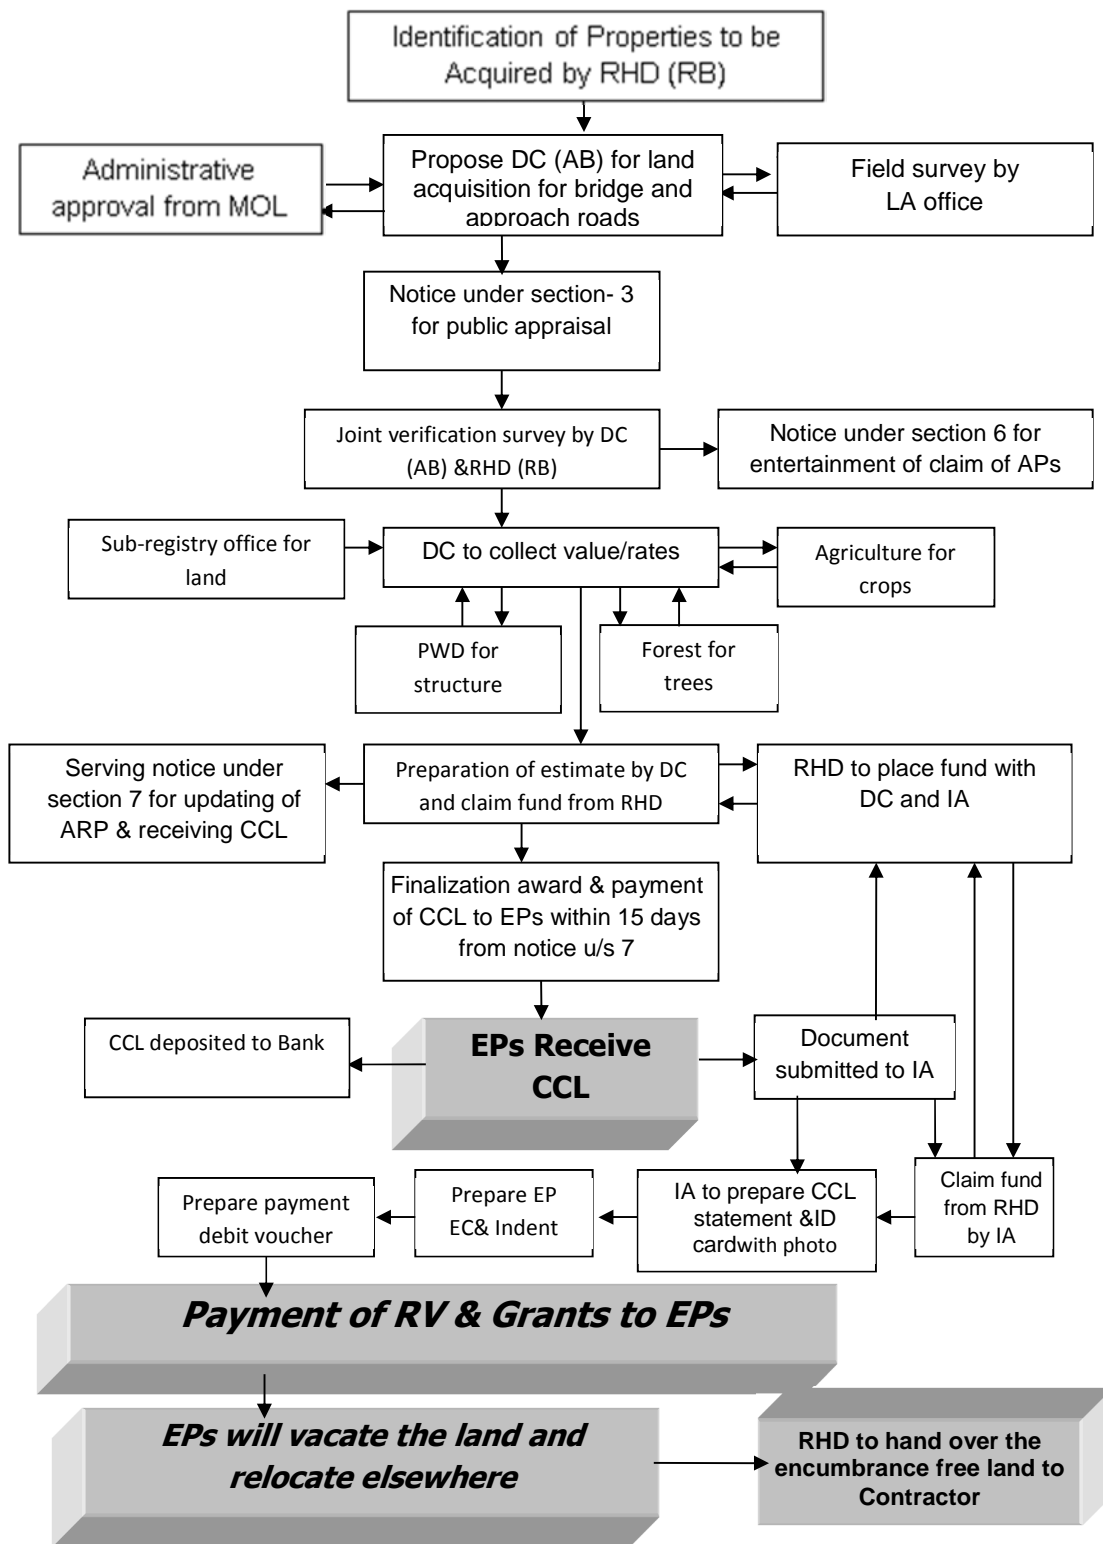 Identification of Properties to be
Acquired by RHD (RB)
Administrative
approval from MOL
Propose DC (AB) for land
acquisition for bridge and
approach roads
Field survey by
LA office
Notice under section- 3
for public appraisal
Joint verification survey by DC
(AB) &RHD (RB)
Notice under section 6 for
entertainment of claim of APs
Sub-registry office for
land
DC to collect value/rates
Agriculture for
crops
PWD for
structure
Forest for
trees
Serving notice under
section 7 for updating of
ARP & receiving CCL
Preparation of estimate by DC
and claim fund from RHD
RHD to place fund with
DC and IA
Finalization award & payment
of CCL to EPs within 15 days
from notice u/s 7
CCL deposited to Bank
EPs Receive
CCL
Document
submitted to IA
Prepare payment
debit voucher
Prepare EP
EC& Indent
IA to prepare CCL
statement &ID
cardwith photo
Claim fund
from RHD
by IA
Payment of RV & Grants to EPs
EPs will vacate the land and
relocate elsewhere
RHD to hand over the
encumbrance free land to
Contractor